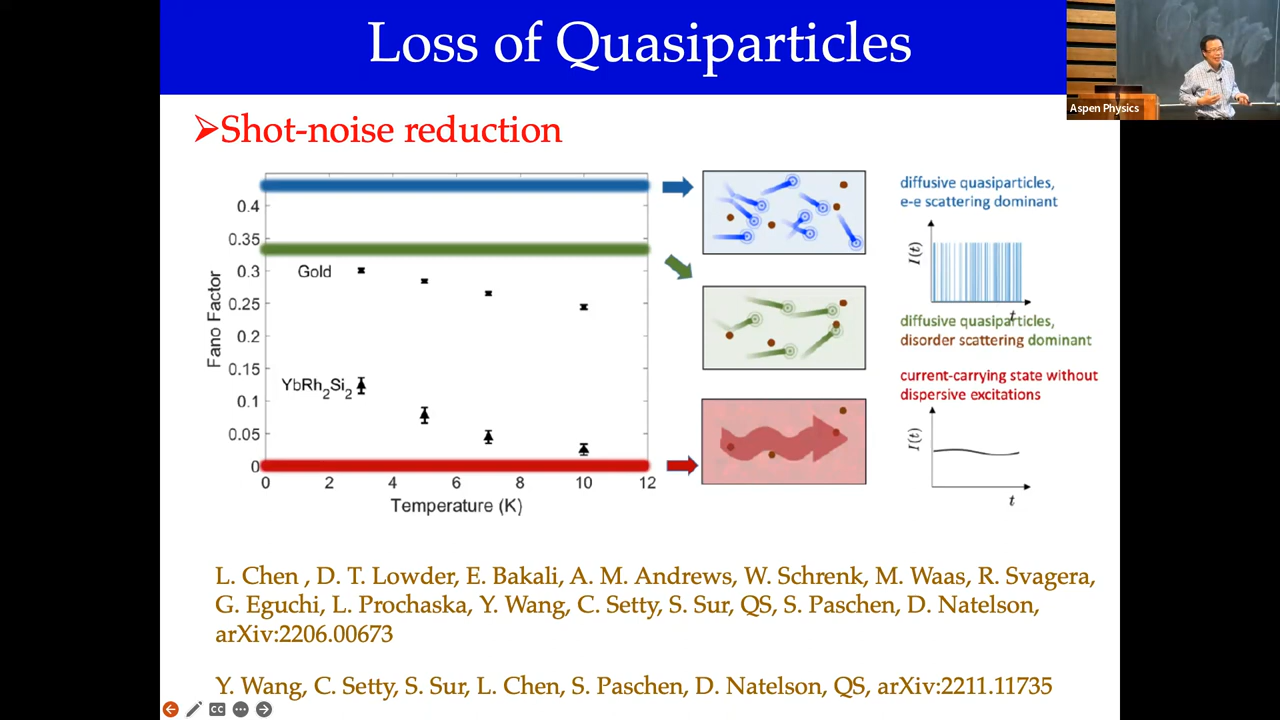 Loss of Quasiparticles
Aspen Physics
➢Shot-noise reduction
0.4
0.35
0.3
0.25
0.2
0.15
0.1
0.05
0
Fano Factor
Gold
YbRh2Si2
0 2 4 6 8 10 12
Temperature (K)
diffusive quasiparticles,
e-e scattering dominant
I(t)
t
diffusive quasiparticles,
disorder scattering dominant
current-carrying state without
dispersive excitations
I(t)
t
L. Chen , D. T. Lowder, E. Bakali, A. M. Andrews, W. Schrenk, M. Waas, R. Svagera,
G. Eguchi, L. Prochaska, Y. Wang, C. Setty, S. Sur, QS, S. Paschen, D. Natelson,
arXiv:2206.00673
Y. Wang, C. Setty, S. Sur, L. Chen, S. Paschen, D. Natelson, QS, arXiv:2211.11735
CC